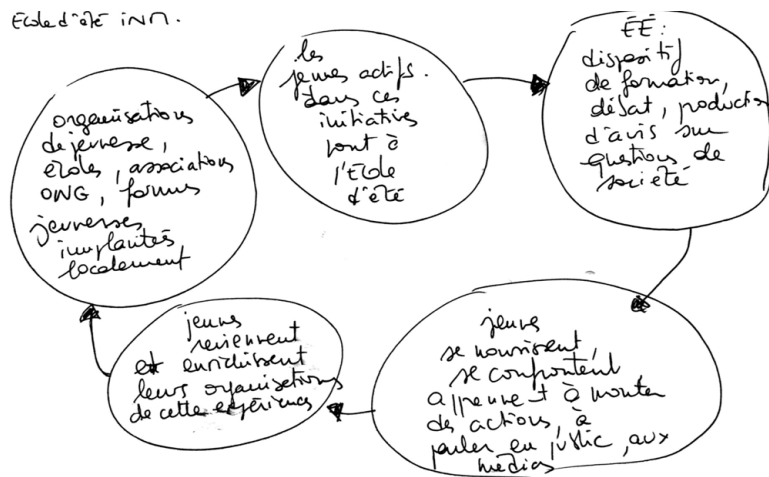 Ecole d'été iNM.
organisations
de jeunesse,
écoles, associations
ONG, forums
jeunesses
implantés
localement
les
jeunes actifs.
dans ces
initiatives
vont à
l'Ecole
d'été
ÉÉ:
dispositif
de formation,
débat, production
d'avis sur
questions de
société
jeunes
se nourrissent,
se confrontent,
apprennent à monter
des actions, à
parler en public, aux
médias
jeunes
reviennent
et enrichissent
leurs organisations
de cette expérience